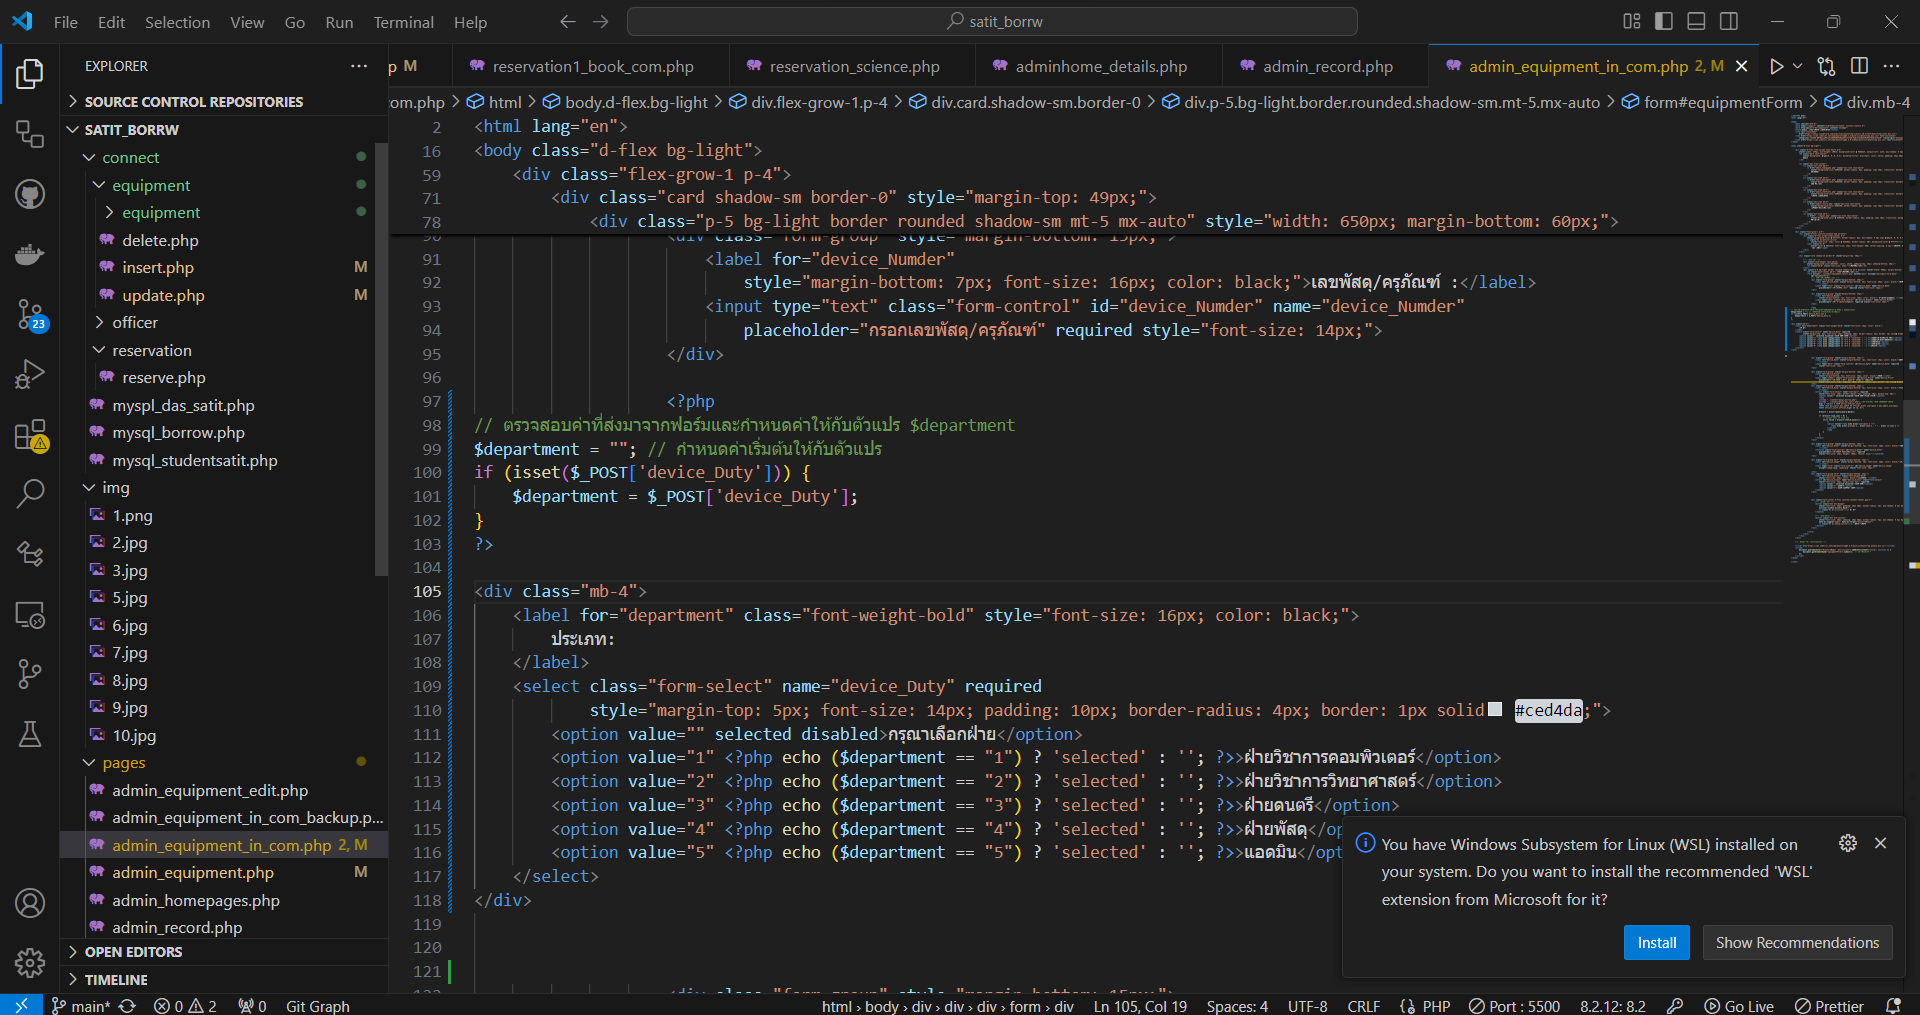 File Edit Selection View Go Run Terminal Help
satit_borrw
EXPLORER
SOURCE CONTROL REPOSITORIES
SATIT_BORRW
connect
equipment
equipment
delete.php
insert.php M
update.php M
officer
reservation
reserve.php
myspl_das_satit.php
mysql_borrow.php
mysql_studentsatit.php
img
1.png
2.jpg
3.jpg
5.jpg
6.jpg
7.jpg
8.jpg
9.jpg
10.jpg
pages
admin_equipment_edit.php
admin_equipment_in_com_backup.p...
admin_equipment_in_com.php 2, M
admin_equipment.php M
admin_homepages.php
admin_record.php
OPEN EDITORS
TIMELINE
23
p M reservation1_book_com.php reservation_science.php adminhome_details.php admin_record.php admin_equipment_in_com.php 2, M
com.php > html > body.d-flex.bg-light > div.flex-grow-1.p-4 > div.card.shadow-sm.border-0 > div.p-5.bg-light.border.rounded.shadow-sm.mt-5.mx-auto > form#equipmentForm > div.mb-4
2 <html lang="en">
16 <body class="d-flex bg-light">
59 <div class="flex-grow-1 p-4">
71 <div class="card shadow-sm border-0" style="margin-top: 49px;">
78 <div class="p-5 bg-light border rounded shadow-sm mt-5 mx-auto" style="width: 650px; margin-bottom: 60px;">
90 <div class="form-group" style="margin-bottom: 15px;">
91 <label for="device_Numder"
92 style="margin-bottom: 7px; font-size: 16px; color: black;">เลขพัสดุ/ครุภัณฑ์ :</label>
93 <input type="text" class="form-control" id="device_Numder" name="device_Numder"
94 placeholder="กรอกเลขพัสดุ/ครุภัณฑ์" required style="font-size: 14px;">
95 </div>
96
97 <?php
98 // ตรวจสอบค่าที่ส่งมาจากฟอร์มและกำหนดค่าให้กับตัวแปร $department
99 $department = ""; // กำหนดค่าเริ่มต้นให้กับตัวแปร
100 if (isset($_POST['device_Duty'])) {
101 $department = $_POST['device_Duty'];
102 }
103 ?>
104
105 <div class="mb-4">
106 <label for="department" class="font-weight-bold" style="font-size: 16px; color: black;">
107 ประเภท:
108 </label>
109 <select class="form-select" name="device_Duty" required
110 style="margin-top: 5px; font-size: 14px; padding: 10px; border-radius: 4px; border: 1px solid #ced4da;">
111 <option value="" selected disabled>กรุณาเลือกฝ่าย</option>
112 <option value="1" <?php echo ($department == "1") ? 'selected' : ''; ?>>ฝ่ายวิชาการคอมพิวเตอร์</option>
113 <option value="2" <?php echo ($department == "2") ? 'selected' : ''; ?>>ฝ่ายวิชาการวิทยาศาสตร์</option>
114 <option value="3" <?php echo ($department == "3") ? 'selected' : ''; ?>>ฝ่ายดนตรี</option>
115 <option value="4" <?php echo ($department == "4") ? 'selected' : ''; ?>>ฝ่ายพัสดุ</op
116 <option value="5" <?php echo ($department == "5") ? 'selected' : ''; ?>>แอดมิน</opt
117 </select>
118 </div>
119
120
121
You have Windows Subsystem for Linux (WSL) installed on
your system. Do you want to install the recommended 'WSL'
extension from Microsoft for it?
Install Show Recommendations
main* 0 2 0 Git Graph html > body > div > div > div > form > div Ln 105, Col 19 Spaces: 4 UTF-8 CRLF {} PHP Port : 5500 8.2.12: 8.2 Go Live Prettier